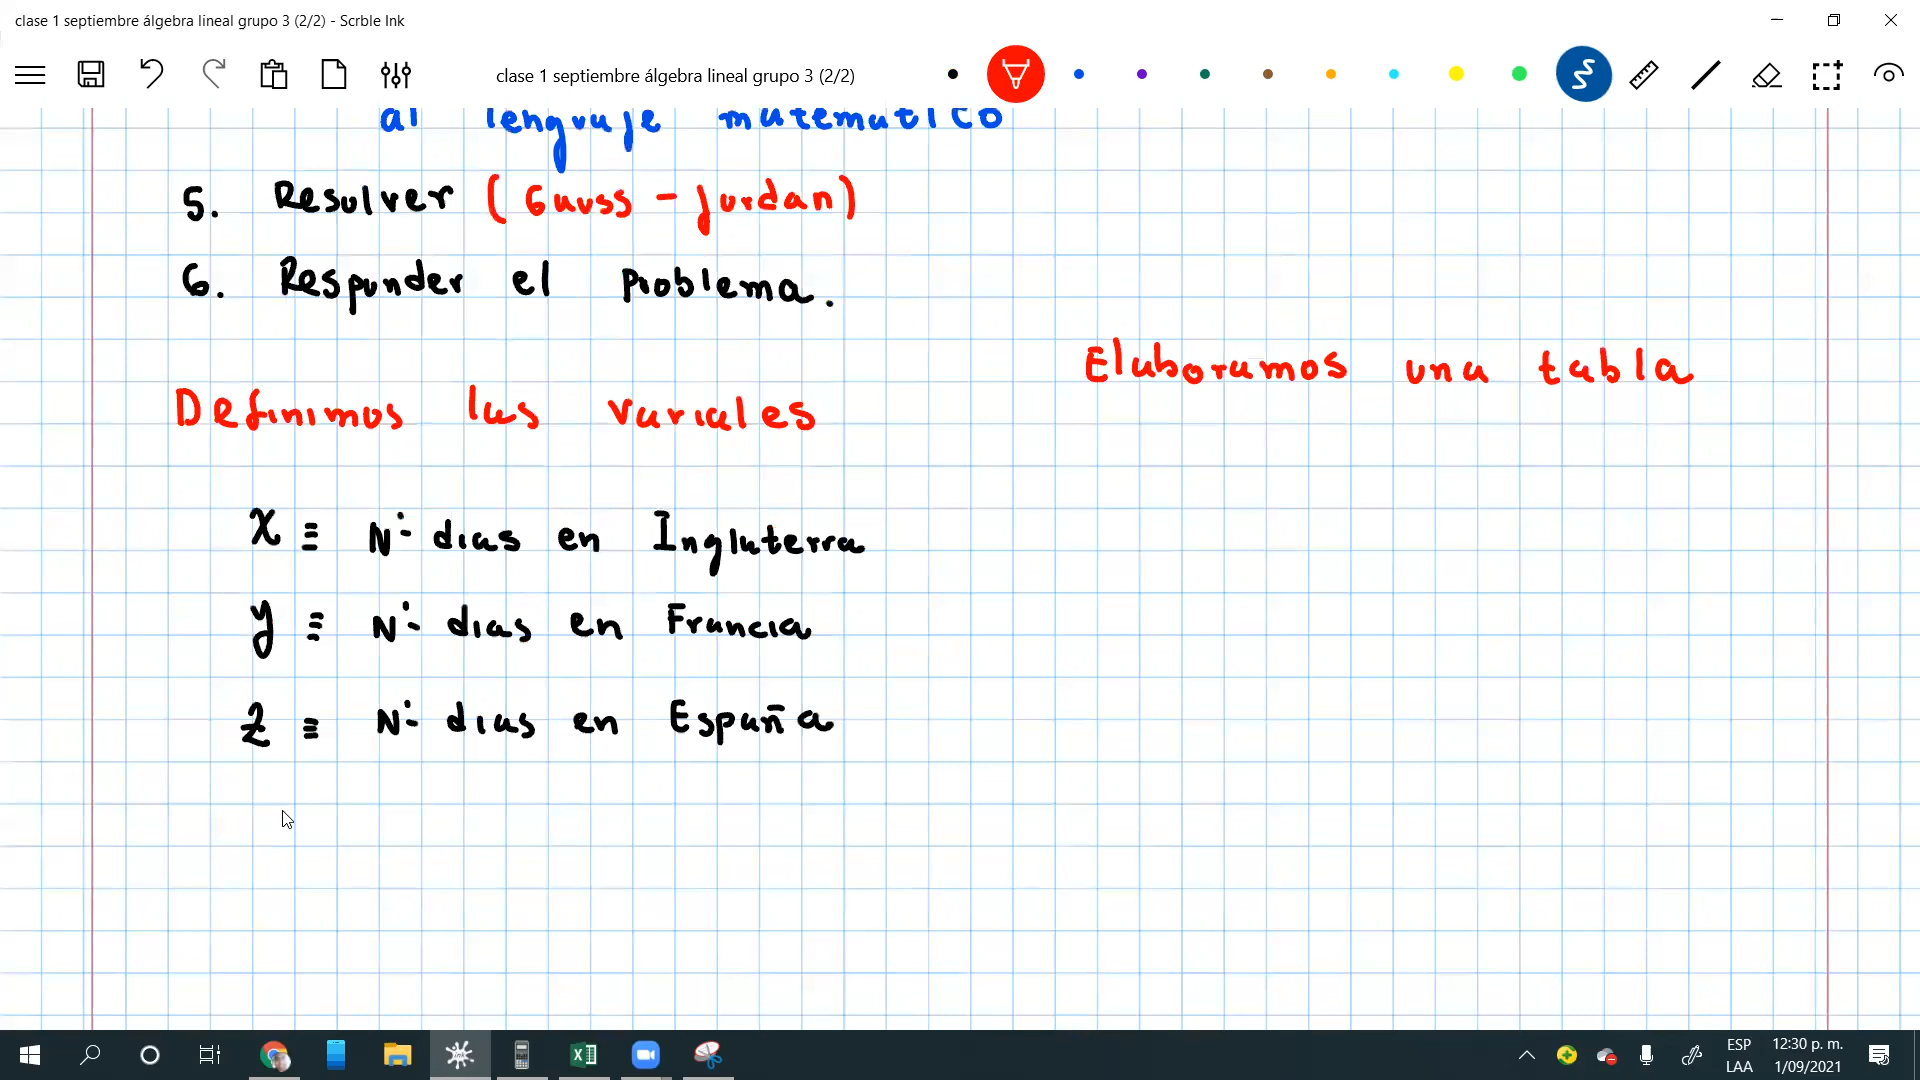 clase 1 septiembre álgebra lineal grupo 3 (2/2) - Scrble Ink
clase 1 septiembre álgebra lineal grupo 3 (2/2)
al lenguaje matematico
5. Resolver (Gauss - jordan)
6. Responder el problema.
Elaboramos una tabla
Definimos las variales
X ≡ N° dias en Inglaterra
y ≡ N° dias en Francia
z ≡ N° dias en España
ESP
LAA
12:30 p. m.
1/09/2021